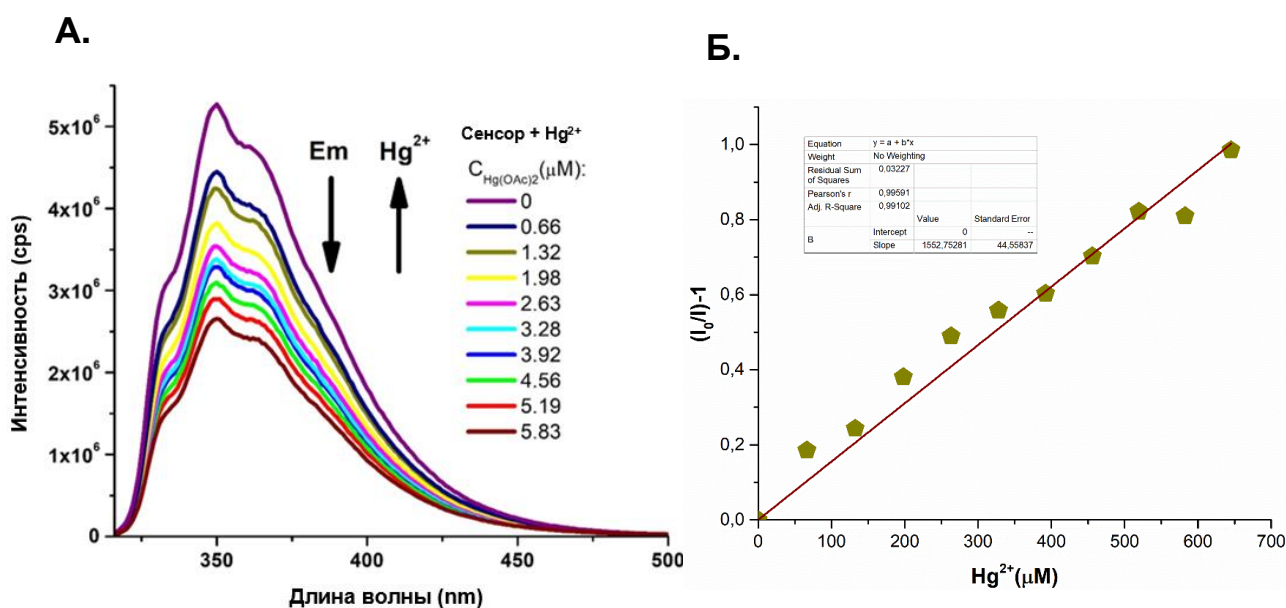 А.
Интенсивность (cps)
5x10⁶
4x10⁶
3x10⁶
2x10⁶
1x10⁶
0
350
400
450
500
Длина волны (nm)
Em
Hg²⁺
Сенсор + Hg²⁺
C_Hg(OAc)2 (μM):
0
0.66
1.32
1.98
2.63
3.28
3.92
4.56
5.19
5.83
Б.
(I₀/I)-1
1,0
0,8
0,6
0,4
0,2
0,0
0
100
200
300
400
500
600
700
Hg²⁺(μM)
Equation y = a + b*x
Weight No Weighting
Residual Sum of Squares 0,03227
Pearson's r 0,99591
Adj. R-Square 0,99102
Value Standard Error
B Intercept 0 --
Slope 1552,75281 44,55837